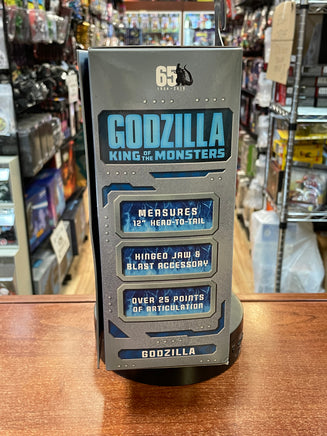 65
1954-2019
GODZILLA
KING OF THE MONSTERS
MEASURES
12" HEAD-TO-TAIL
HINGED JAW &
BLAST ACCESSORY
OVER 25 POINTS
OF ARTICULATION
GODZILLA